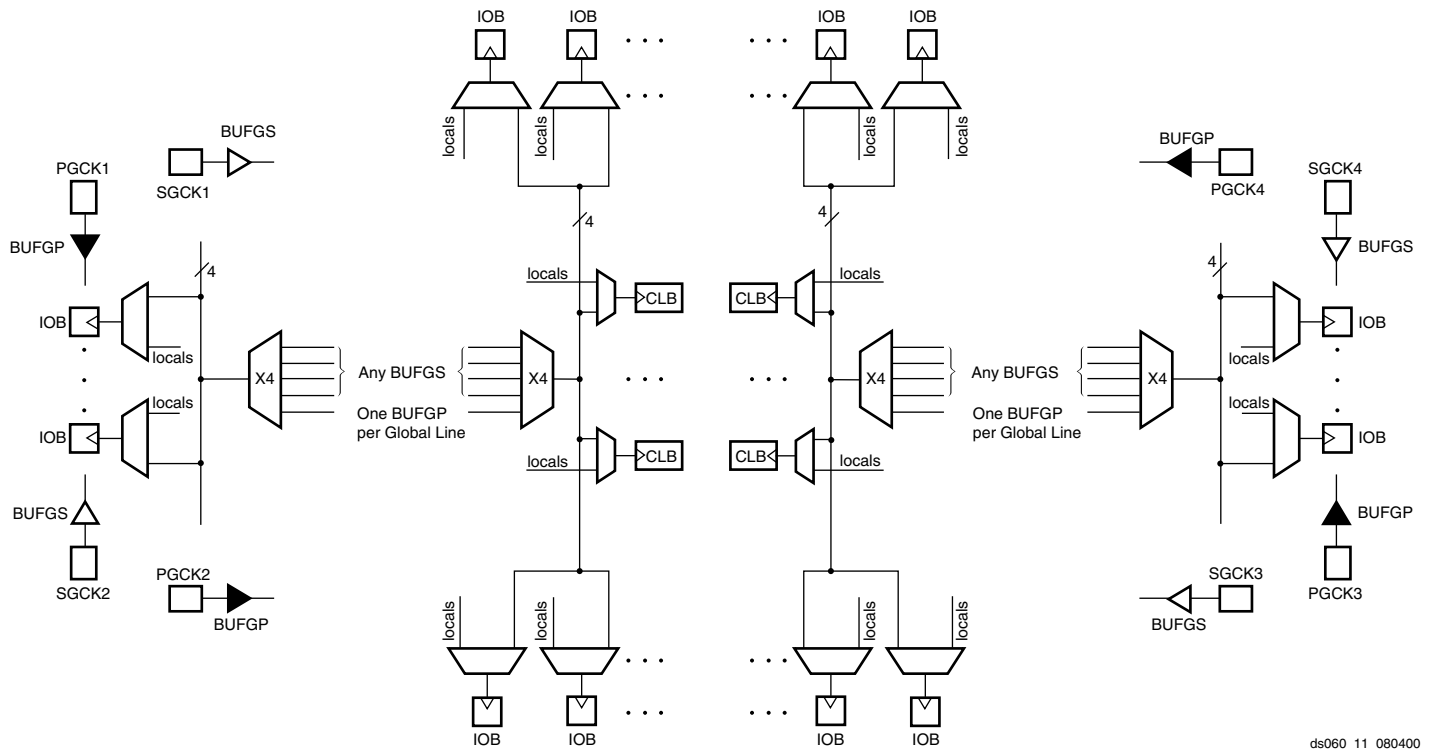 IOB
IOB
IOB
IOB
locals
locals
locals
locals
BUFGS
SGCK1
PGCK1
BUFGP
BUFGP
PGCK4
SGCK4
BUFGS
4
4
4
4
locals
CLB
CLB
locals
IOB
locals
X4
Any BUFGS
One BUFGP
per Global Line
X4
X4
Any BUFGS
One BUFGP
per Global Line
X4
IOB
locals
locals
IOB
locals
CLB
CLB
locals
locals
IOB
BUFGS
SGCK2
PGCK2
BUFGP
BUFGP
PGCK3
SGCK3
BUFGS
locals
locals
locals
locals
IOB
IOB
IOB
IOB
ds060_11_080400